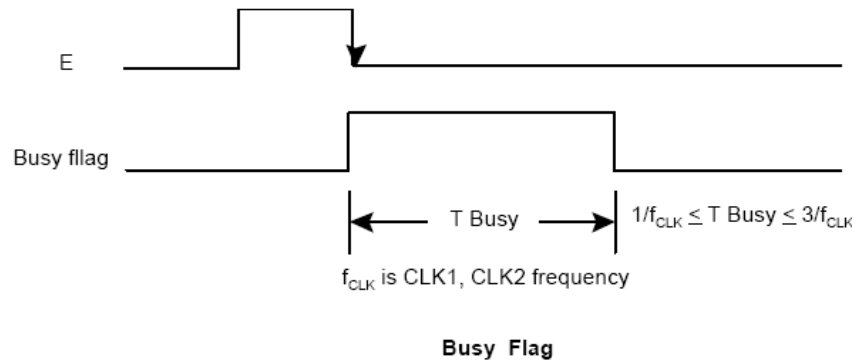 E
Busy fllag
T Busy
1/fCLK ≤ T Busy ≤ 3/fCLK
fCLK is CLK1, CLK2 frequency
Busy Flag